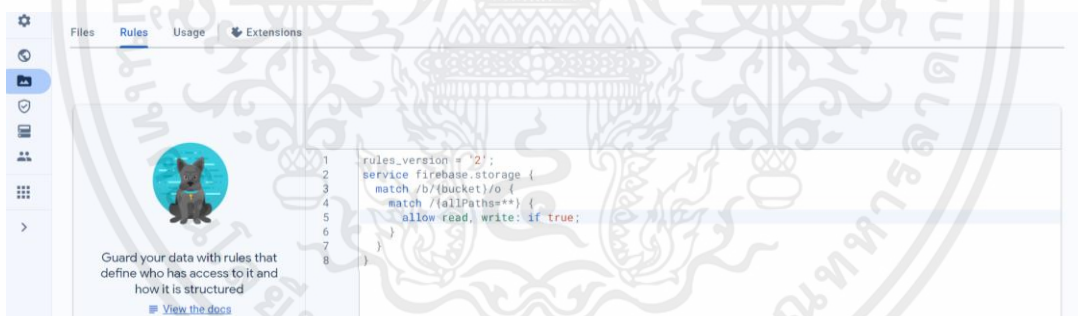 Files Rules Usage Extensions
1 rules_version = '2';
2 service firebase.storage {
3 match /b/{bucket}/o {
4 match /{allPaths=**} {
5 allow read, write: if true;
6 }
7 }
8 }
Guard your data with rules that
define who has access to it and
how it is structured
View the docs